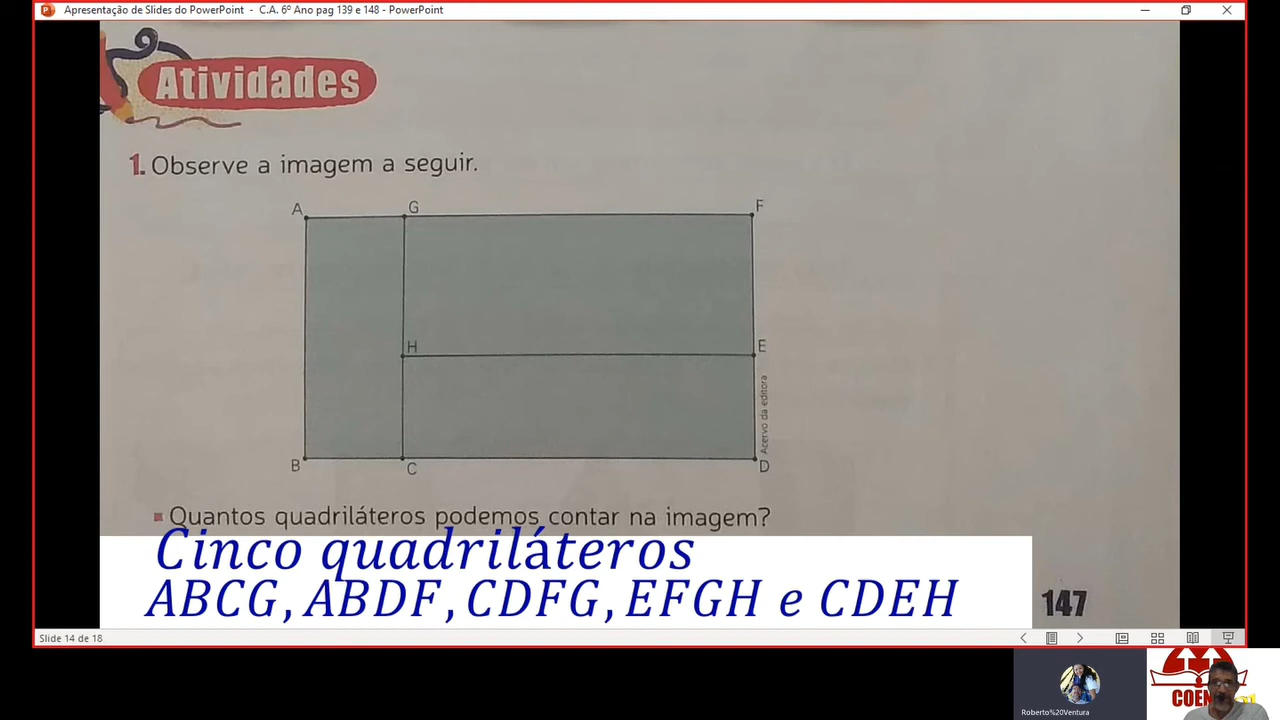 Apresentação de Slides do PowerPoint - C.A. 6º Ano pag 139 e 148 - PowerPoint
Atividades
1. Observe a imagem a seguir.
A G F
H E
Acervo da editora
B C D
Quantos quadriláteros podemos contar na imagem?
Cinco quadriláteros
ABCG, ABDF, CDFG, EFGH e CDEH
147
Slide 14 de 18
Roberto%20Ventura